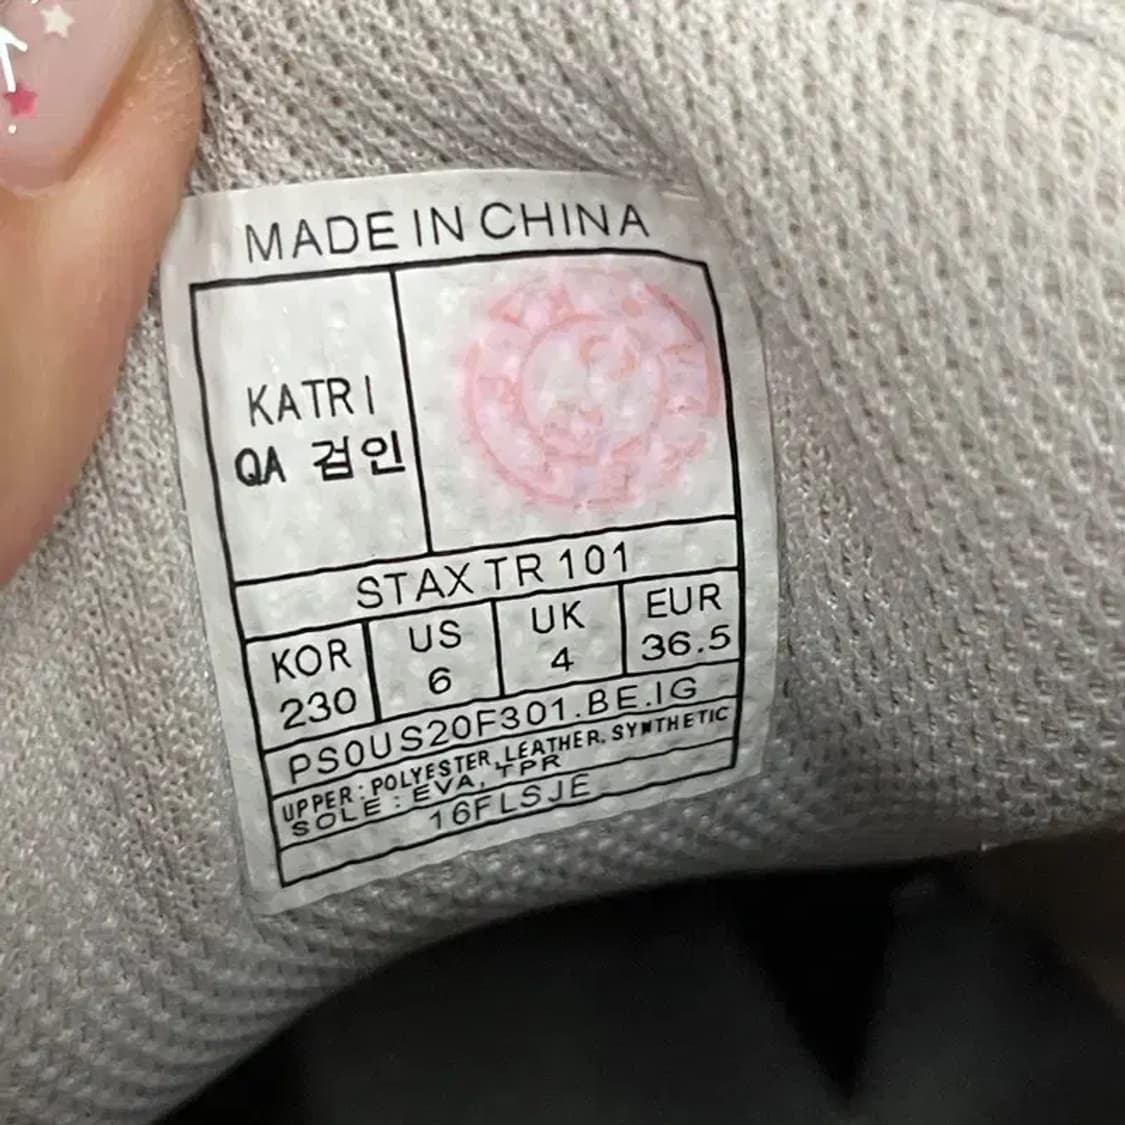 MADE IN CHINA
KATRI
QA 검인
STAX TR 101
KOR US UK EUR
230 6 4 36.5
PS0US20F301.BE.IG
UPPER : POLYESTER, LEATHER, SYNTHETIC
SOLE : EVA, TPR
16FLSJE